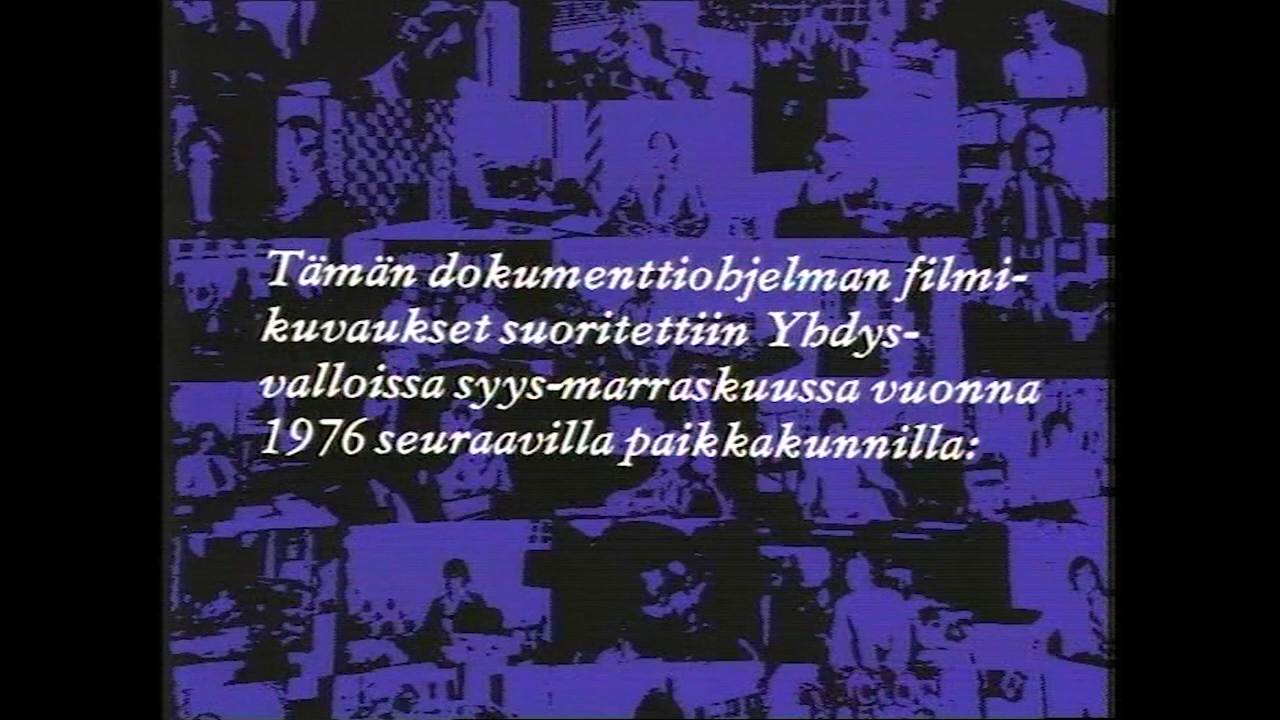 Tämän dokumenttiohjelman filmi-
kuvaukset suoritettiin Yhdys-
valloissa syys-marraskuussa vuonna
1976 seuraavilla paikkakunnilla: